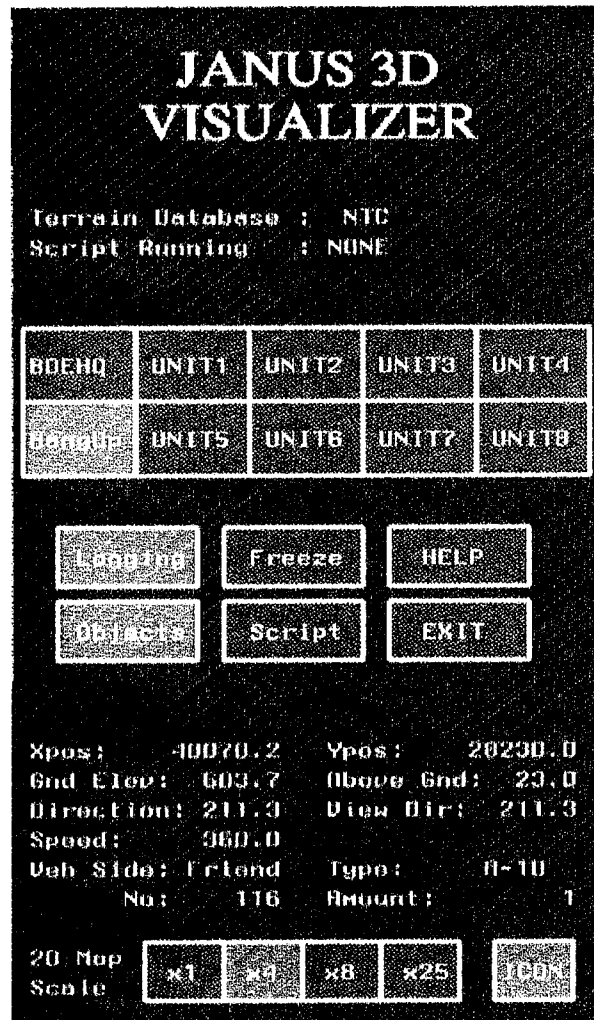 JANUS 3D
VISUALIZER
Terrain Database : NTC
Script Running : NONE
BDEHQ UNIT1 UNIT2 UNIT3 UNIT4
HangUp UNIT5 UNIT6 UNIT7 UNIT8
Logging Freeze HELP
Objects Script EXIT
Xpos: 40070.2 Ypos: 20230.0
Gnd Elev: 603.7 Above Gnd: 23.0
Direction: 211.3 View Dir: 211.3
Speed: 360.0
Veh Side: Friend Type: A-10
No: 116 Amount: 1
2D Map x1 x4 x8 x25 ICON
Scale